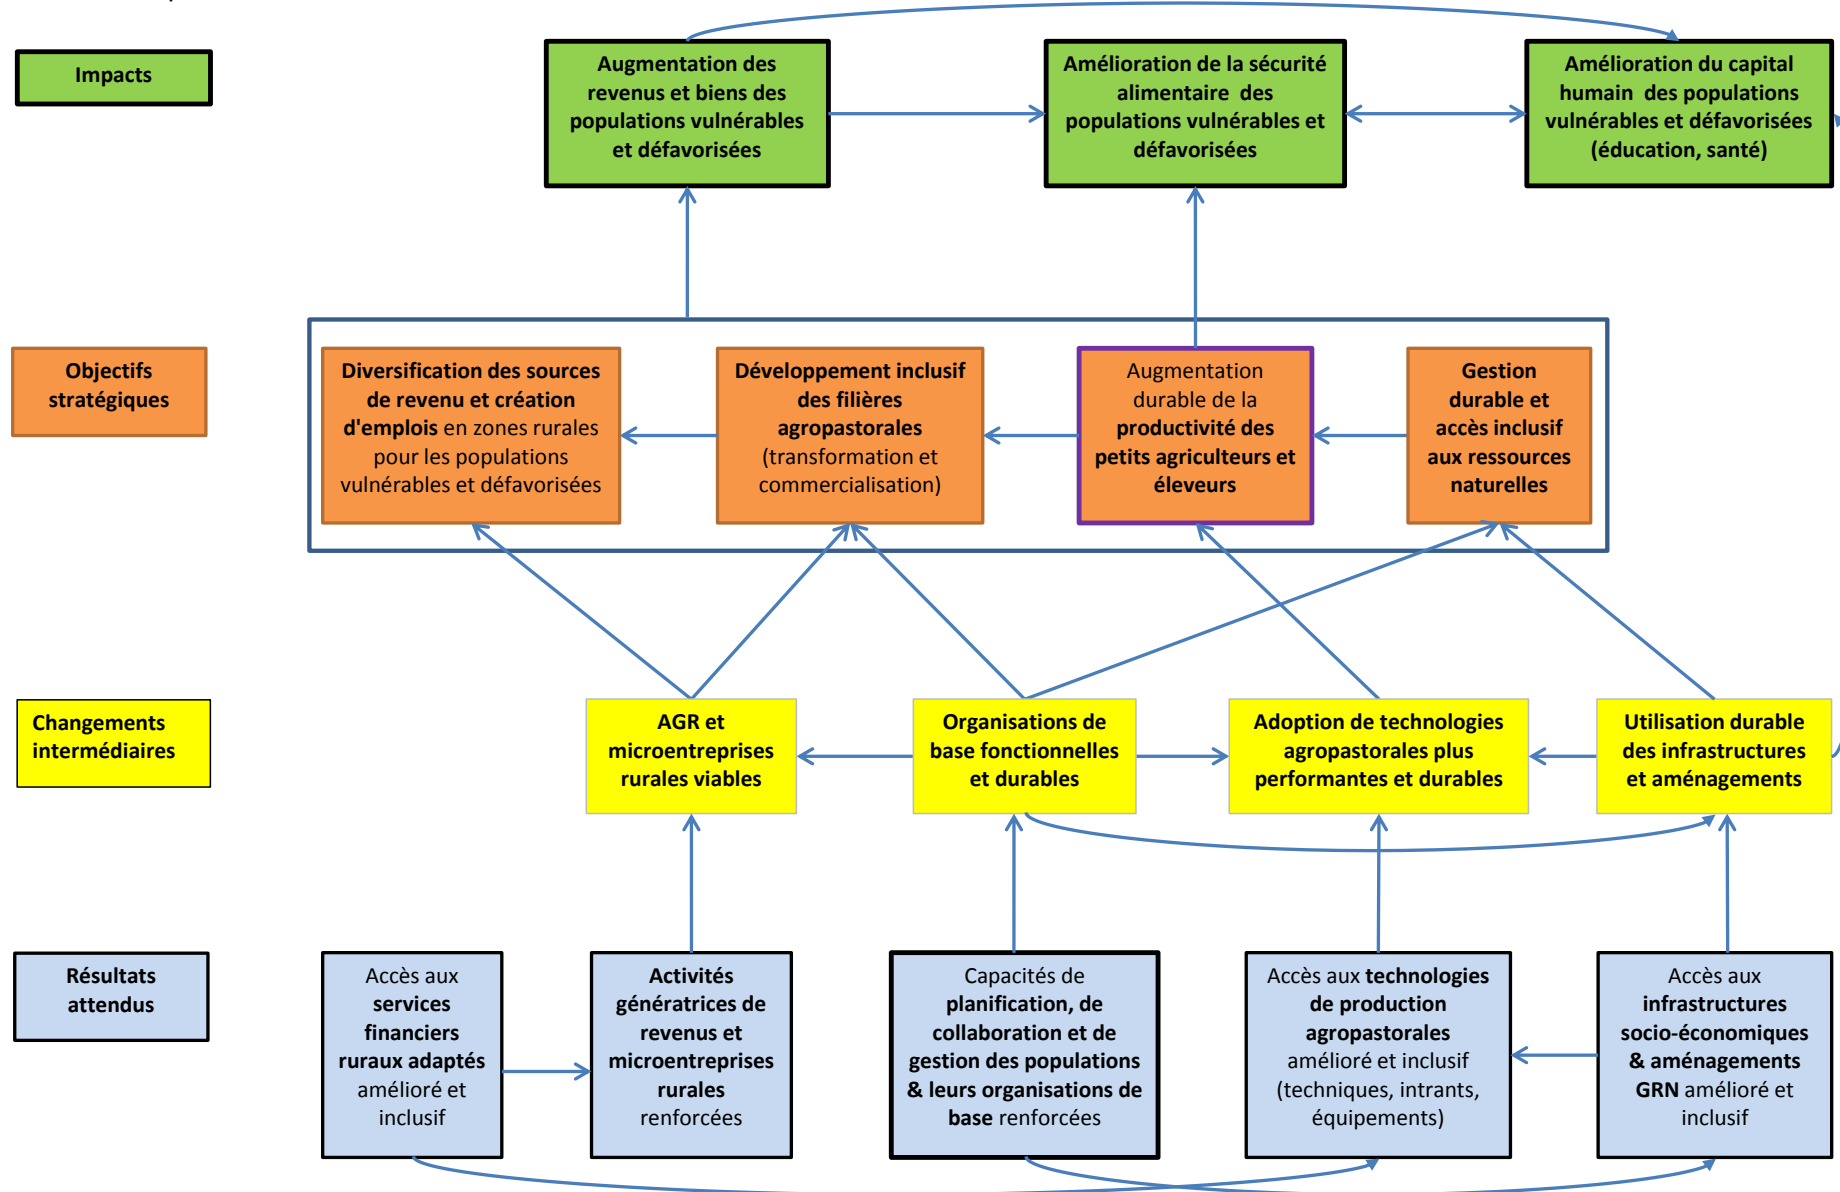 Impacts
Augmentation des
revenus et biens des
populations vulnérables
et défavorisées
Amélioration de la sécurité
alimentaire des
populations vulnérables et
défavorisées
Amélioration du capital
humain des populations
vulnérables et défavorisées
(éducation, santé)
Objectifs
stratégiques
Diversification des sources
de revenu et création
d'emplois en zones rurales
pour les populations
vulnérables et défavorisées
Développement inclusif
des filières
agropastorales
(transformation et
commercialisation)
Augmentation
durable de la
productivité des
petits agriculteurs et
éleveurs
Gestion
durable et
accès inclusif
aux ressources
naturelles
Changements
intermédiaires
AGR et
microentreprises
rurales viables
Organisations de
base fonctionnelles
et durables
Adoption de technologies
agropastorales plus
performantes et durables
Utilisation durable
des infrastructures
et aménagements
Résultats
attendus
Accès aux
services
financiers
ruraux adaptés
amélioré et
inclusif
Activités
génératrices de
revenus et
microentreprises
rurales
renforcées
Capacités de
planification, de
collaboration et de
gestion des populations
& leurs organisations de
base renforcées
Accès aux technologies
de production
agropastorales
amélioré et inclusif
(techniques, intrants,
équipements)
Accès aux
infrastructures
socio-économiques
& aménagements
GRN amélioré et
inclusif